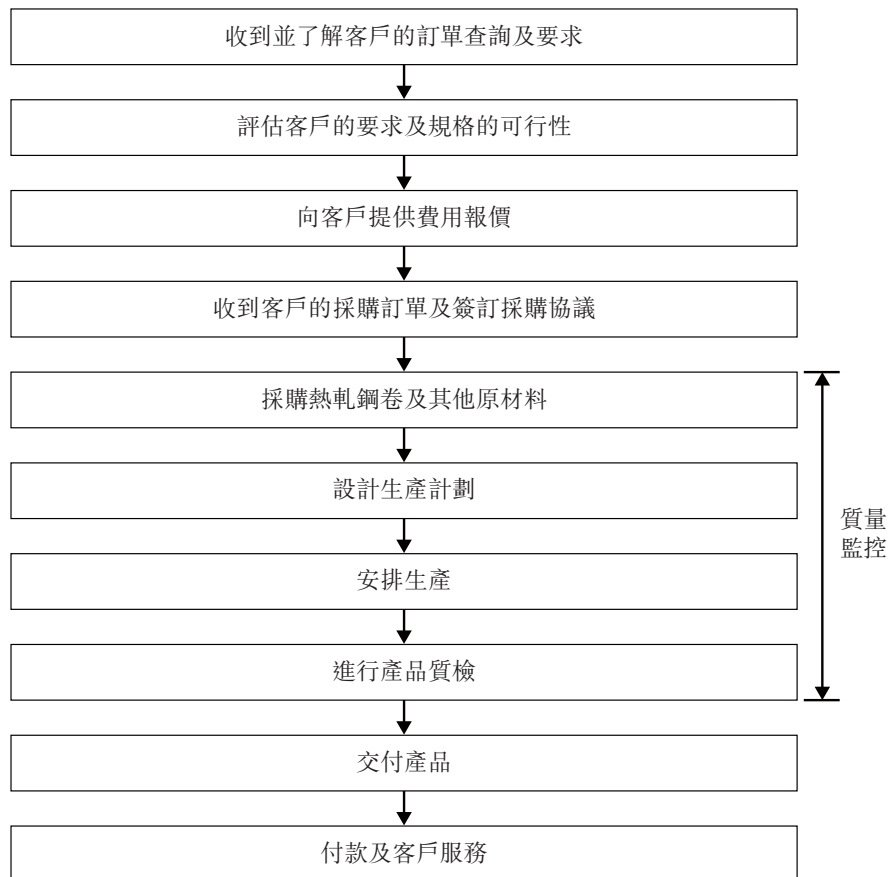 收到並了解客戶的訂單查詢及要求
評估客戶的要求及規格的可行性
向客戶提供費用報價
收到客戶的採購訂單及簽訂採購協議
採購熱軋鋼卷及其他原材料
設計生產計劃
安排生產
進行產品質檢
質量
監控
交付產品
付款及客戶服務